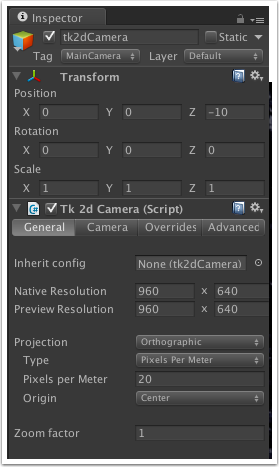 Inspector
tk2dCamera Static
Tag MainCamera Layer Default
Transform
Position
X 0 Y 0 Z -10
Rotation
X 0 Y 0 Z 0
Scale
X 1 Y 1 Z 1
Tk 2d Camera (Script)
General Camera Overrides Advanced
Inherit config None (tk2dCamera)
Native Resolution 960 x 640
Preview Resolution 960 x 640
Projection Orthographic
Type Pixels Per Meter
Pixels per Meter 20
Origin Center
Zoom factor 1